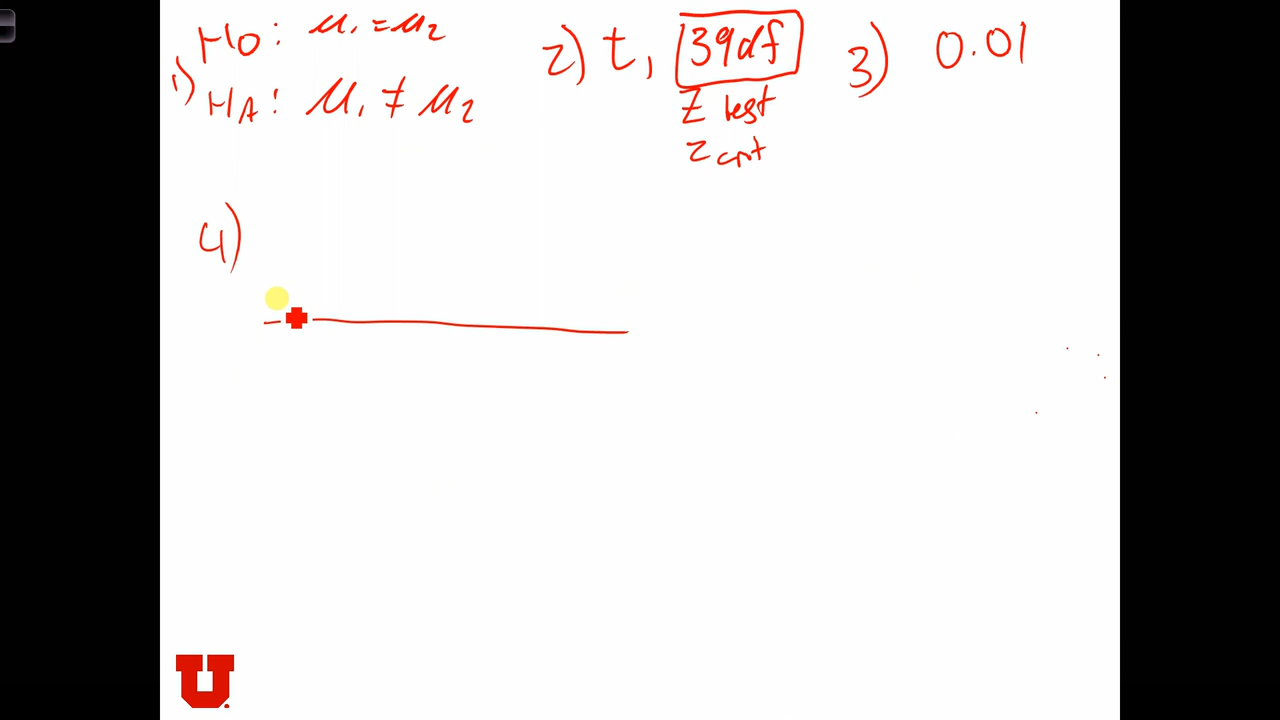 1) H0: μ1 = μ2
HA: μ1 ≠ μ2
2) t, 39df
z test
z crit
3) 0.01
4)
U